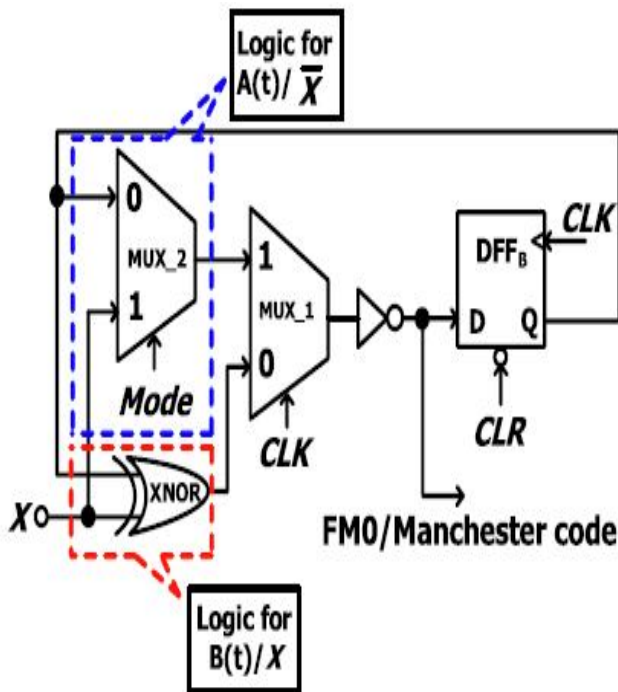 Logic for
A(t)/ X̅
0
MUX_2
1
Mode
1
MUX_1
0
CLK
CLK
DFF_B
D Q
CLR
X
XNOR
FM0/Manchester code
Logic for
B(t)/X